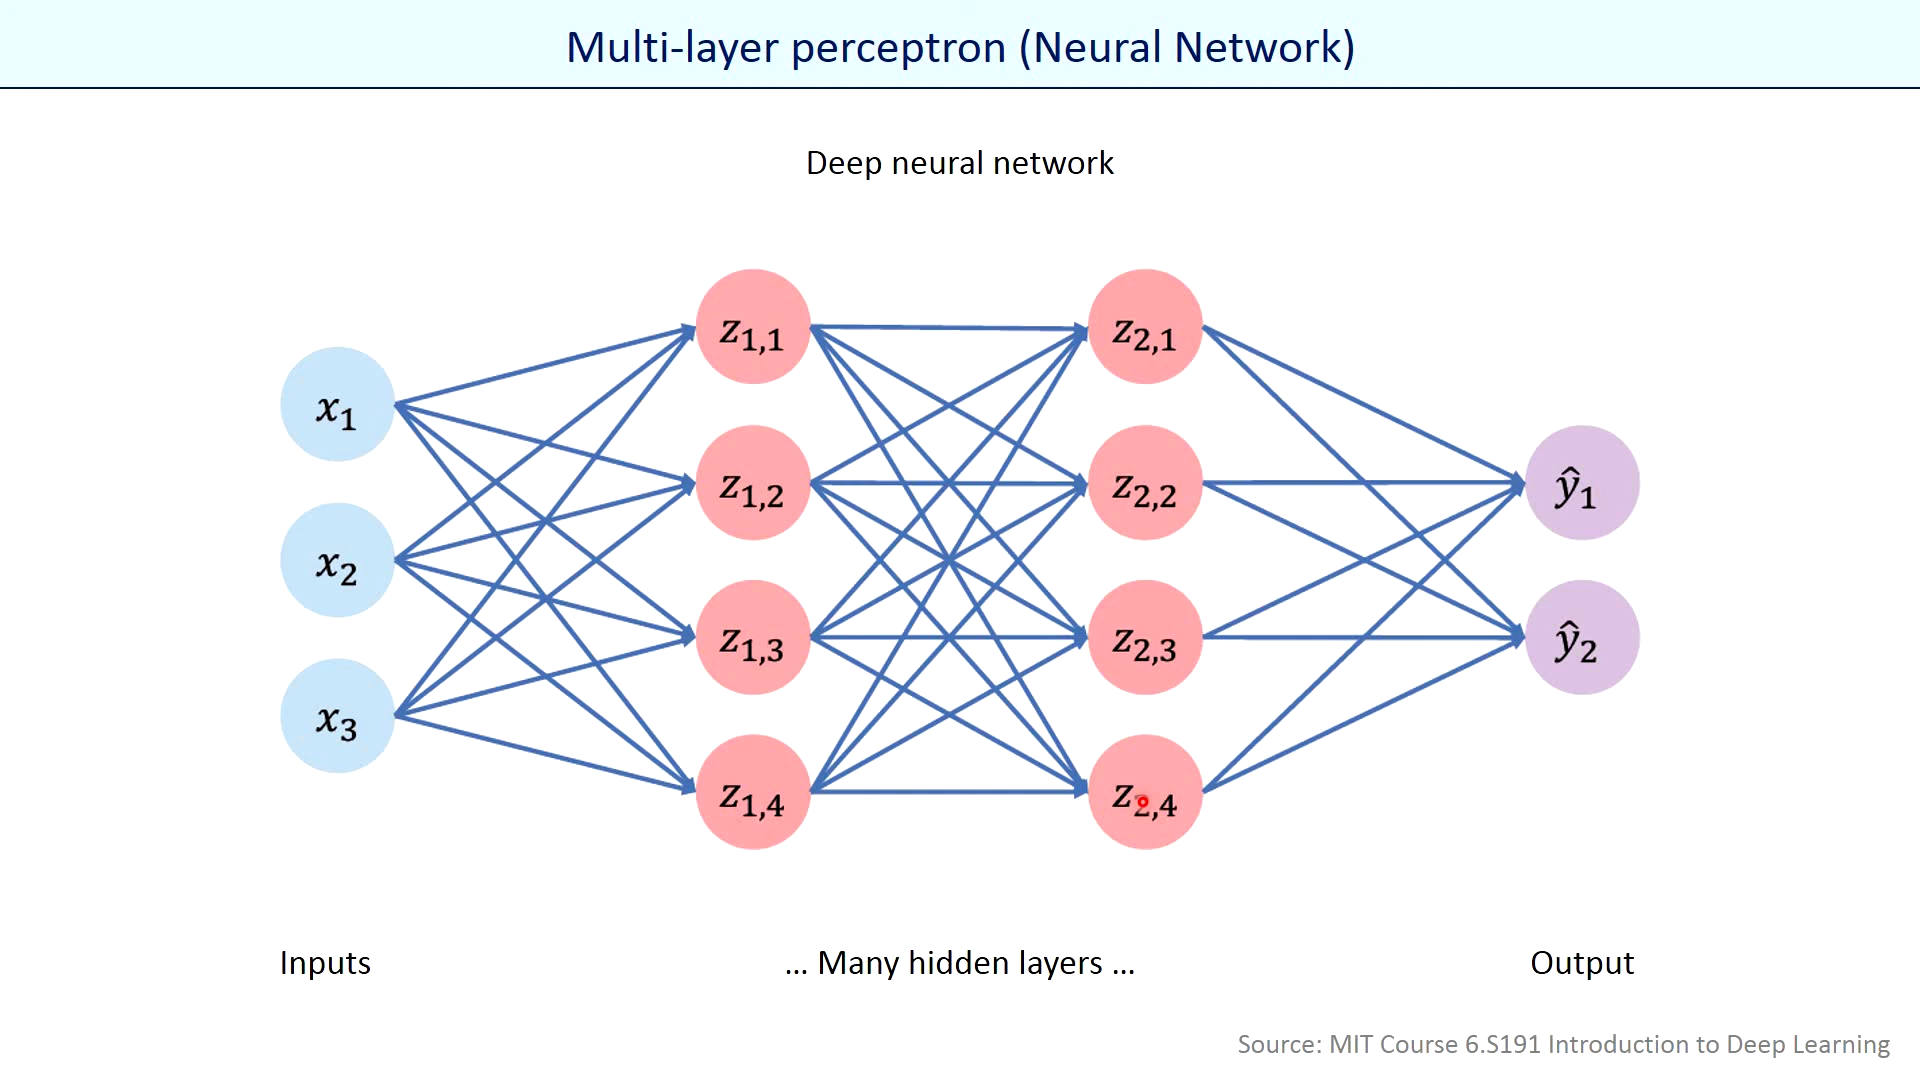 Multi-layer perceptron (Neural Network)
Deep neural network
x₁
x₂
x₃
z₁,₁
z₁,₂
z₁,₃
z₁,₄
z₂,₁
z₂,₂
z₂,₃
z₂,₄
ŷ₁
ŷ₂
Inputs
... Many hidden layers ...
Output
Source: MIT Course 6.S191 Introduction to Deep Learning